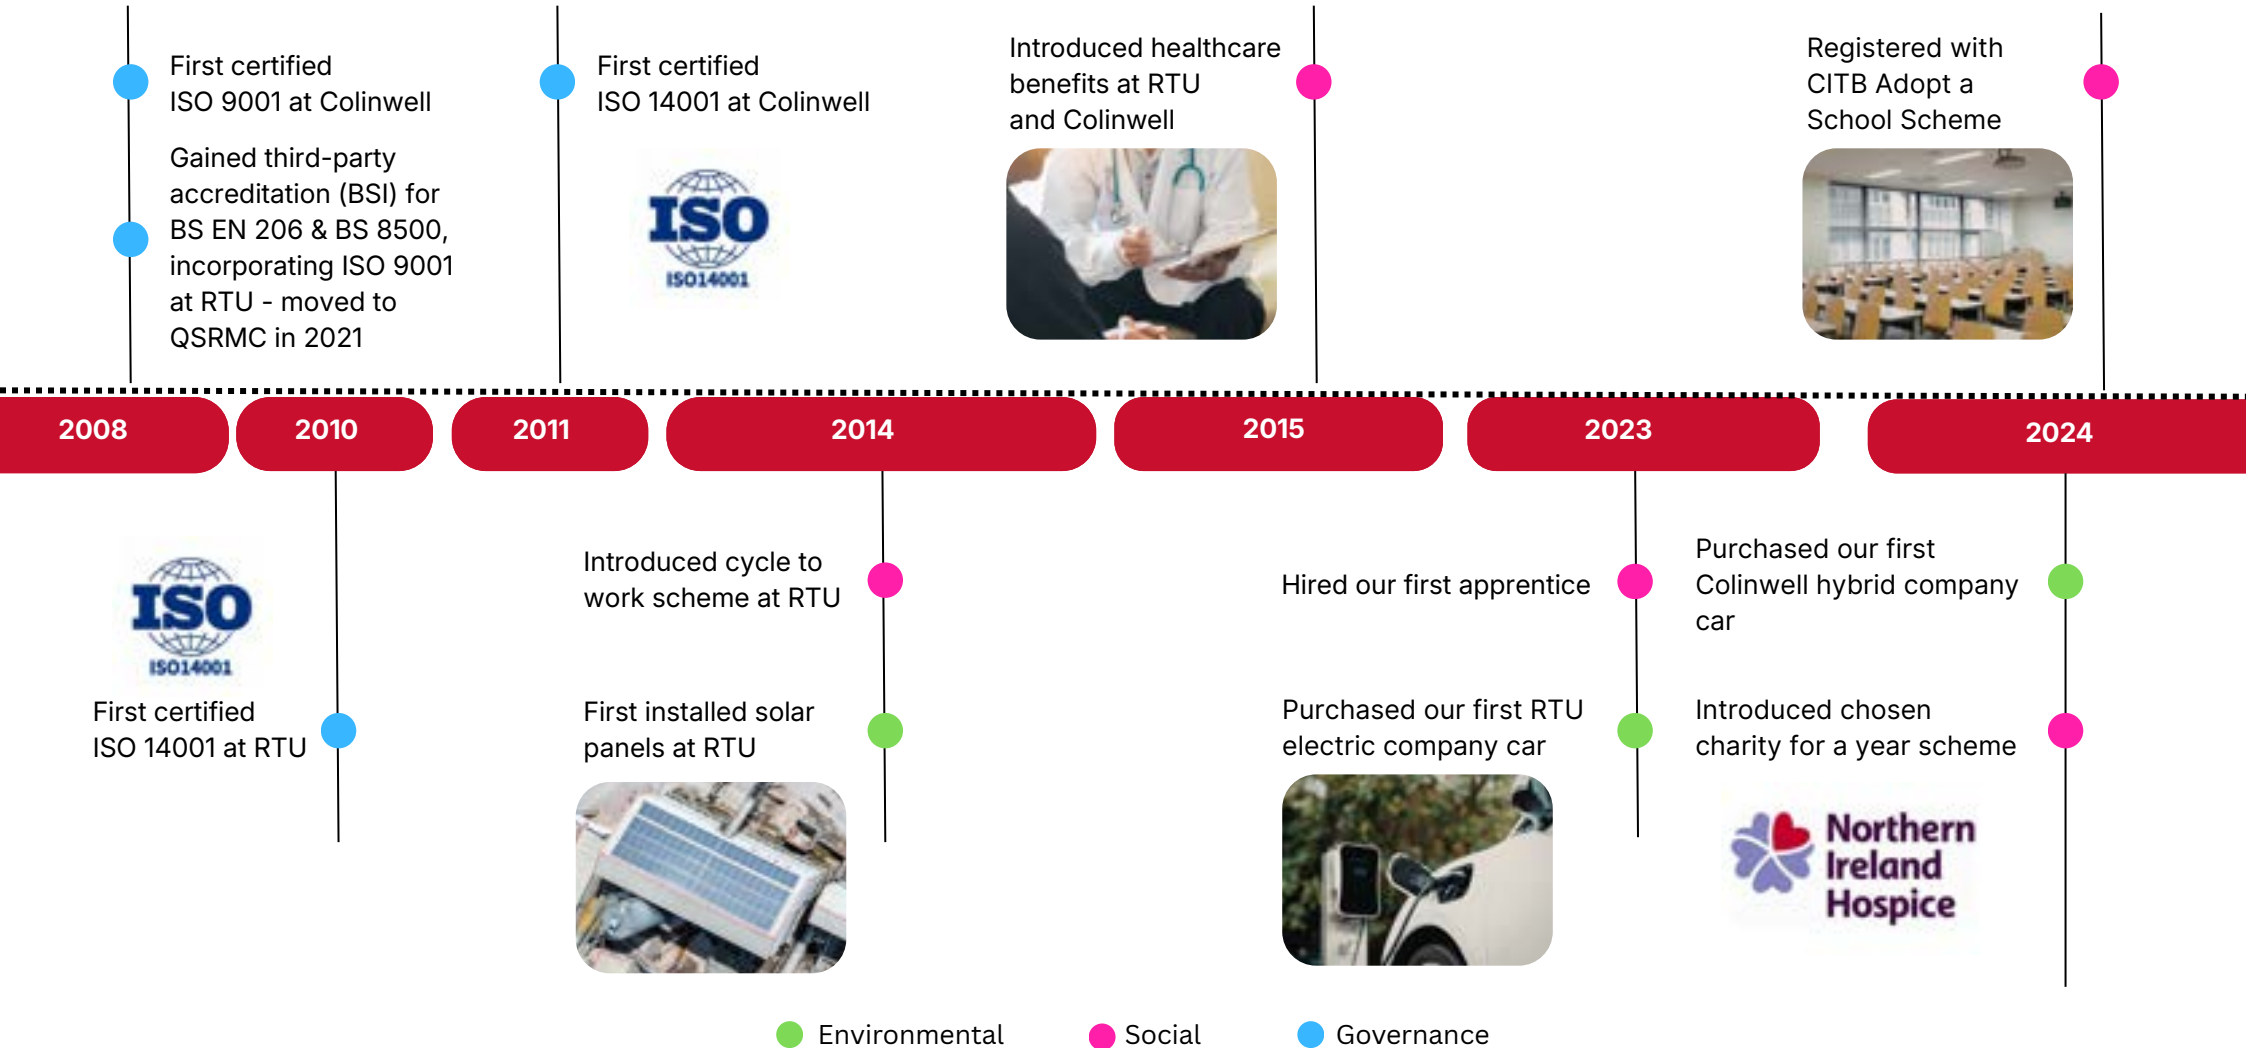 First certified
ISO 9001 at Colinwell
Gained third-party
accreditation (BSI) for
BS EN 206 & BS 8500,
incorporating ISO 9001
at RTU - moved to
QSRMC in 2021
First certified
ISO 14001 at Colinwell
ISO
ISO14001
Introduced healthcare
benefits at RTU
and Colinwell
Registered with
CITB Adopt a
School Scheme
2008
2010
2011
2014
2015
2023
2024
ISO
ISO14001
First certified
ISO 14001 at RTU
Introduced cycle to
work scheme at RTU
First installed solar
panels at RTU
Hired our first apprentice
Purchased our first RTU
electric company car
Purchased our first
Colinwell hybrid company
car
Introduced chosen
charity for a year scheme
Northern
Ireland
Hospice
Environmental
Social
Governance